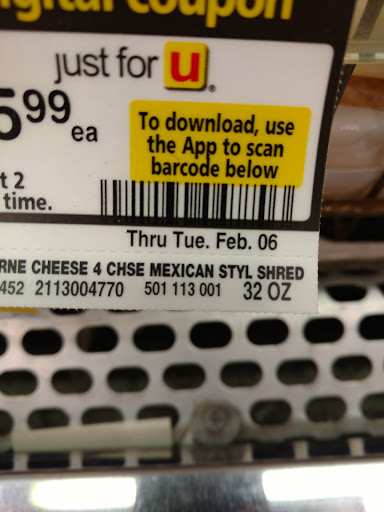 just for u
5.99 ea
To download, use
the App to scan
barcode below
t 2
time.
Thru Tue. Feb. 06
RNE CHEESE 4 CHSE MEXICAN STYL SHRED
452 2113004770 501 113 001 32 OZ